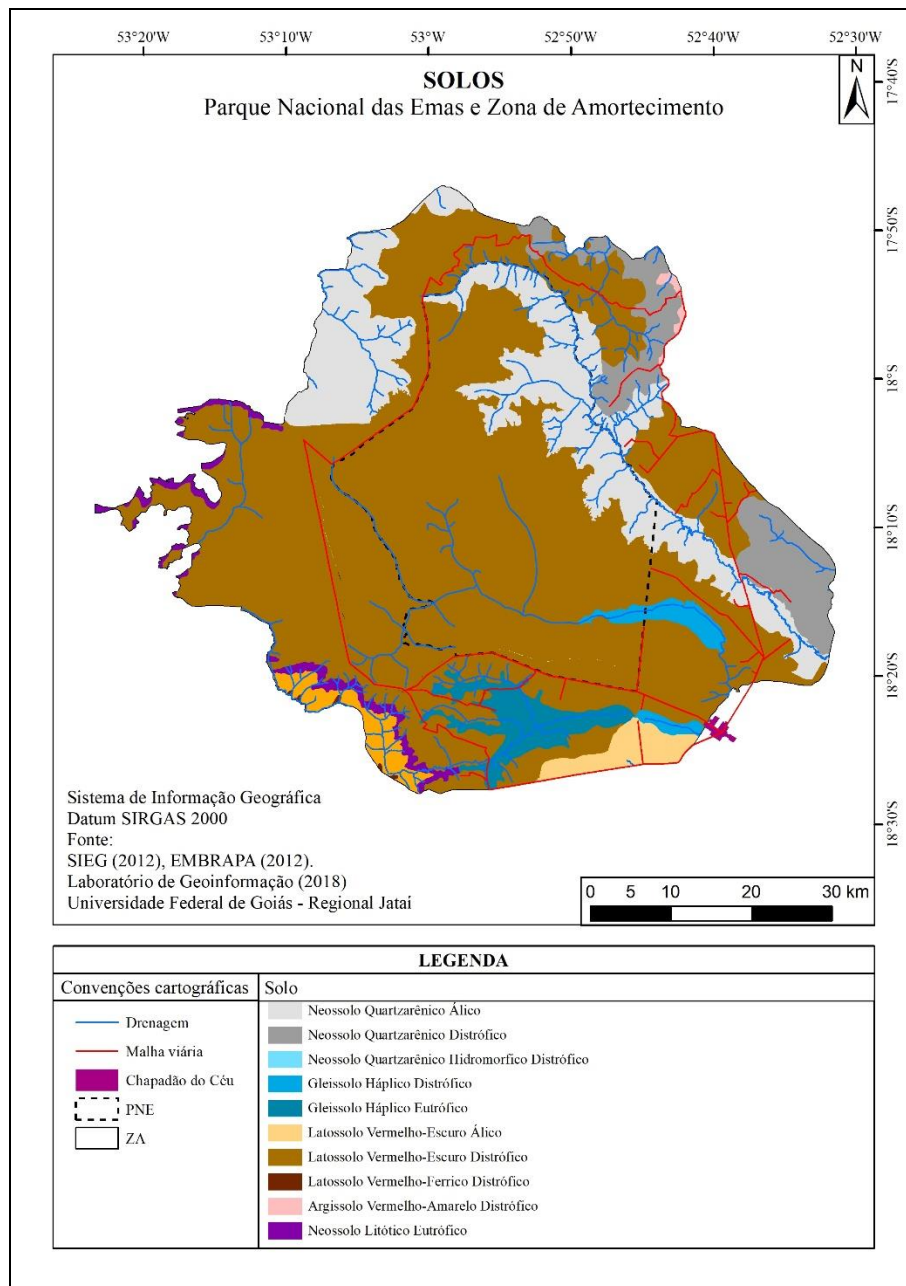 53°20'W 53°10'W 53°W 52°50'W 52°40'W 52°30'W
SOLOS
Parque Nacional das Emas e Zona de Amortecimento
N
17°40'S
17°50'S
18°S
18°10'S
18°20'S
18°30'S
Sistema de Informação Geográfica
Datum SIRGAS 2000
Fonte:
SIEG (2012), EMBRAPA (2012).
Laboratório de Geoinformação (2018)
Universidade Federal de Goiás - Regional Jataí
0 5 10 20 30 km
LEGENDA
Convenções cartográficas
Drenagem
Malha viária
Chapadão do Céu
PNE
ZA
Solo
Neossolo Quartzarênico Álico
Neossolo Quartzarênico Distrófico
Neossolo Quartzarênico Hidromorfico Distrófico
Gleissolo Háplico Distrófico
Gleissolo Háplico Eutrófico
Latossolo Vermelho-Escuro Álico
Latossolo Vermelho-Escuro Distrófico
Latossolo Vermelho-Ferrico Distrófico
Argissolo Vermelho-Amarelo Distrófico
Neossolo Litótico Eutrófico